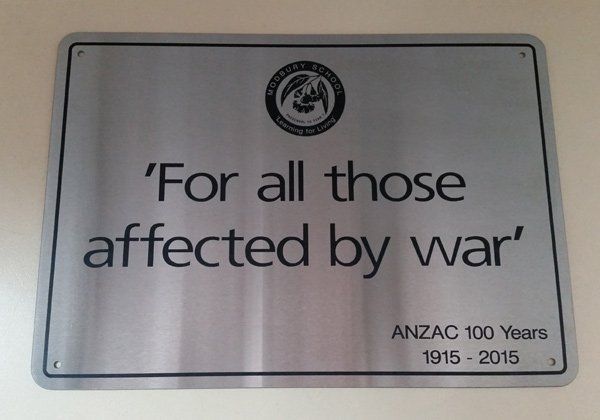 MODBURY SCHOOL
Learning for Living
'For all those
affected by war'
ANZAC 100 Years
1915 - 2015